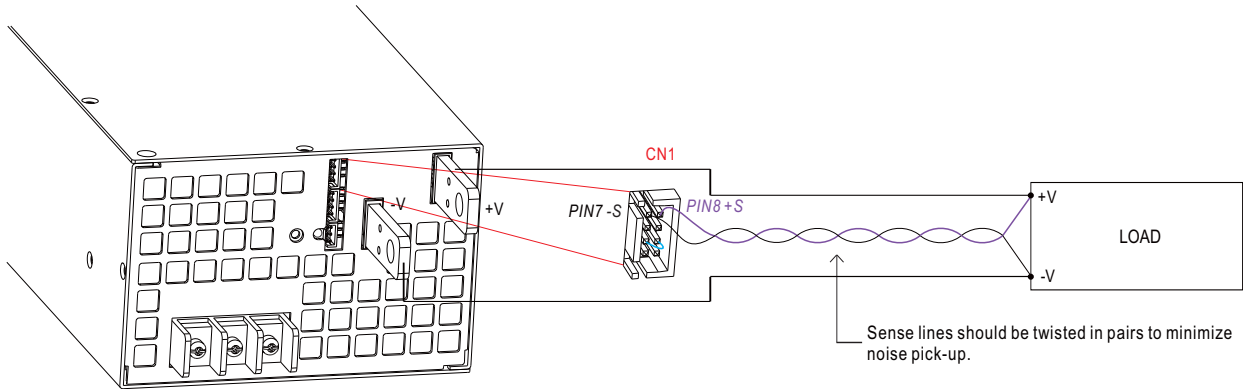 CN1
-V
+V
PIN7 -S
PIN8 +S
+V
LOAD
-V
Sense lines should be twisted in pairs to minimize
noise pick-up.